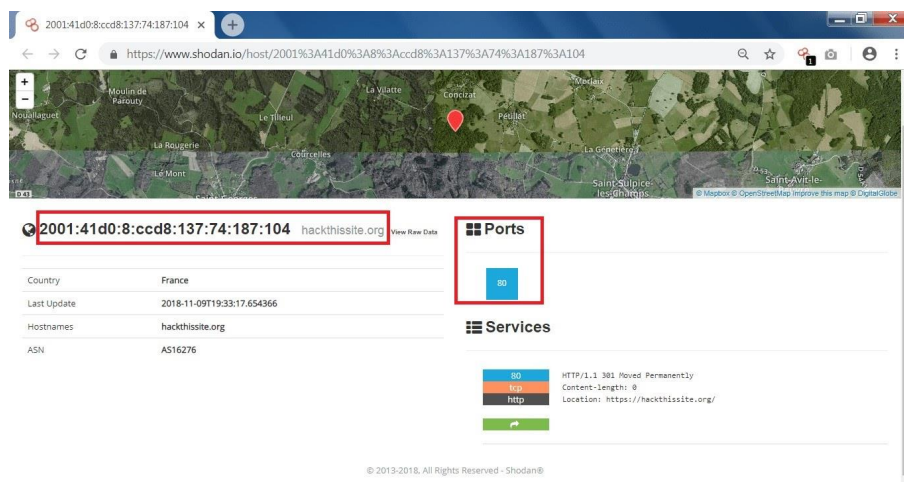 2001:41d0:8:ccd8:137:74:187:104
https://www.shodan.io/host/2001%3A41d0%3A8%3Accd8%3A137%3A74%3A187%3A104
1
+
−
Moulin de
Parouty
La Vilatte
Concizat
Morlaix
Nouallaguet
Le Tilleul
Petillat
La Rougerie
Courcelles
La Génetière
Le Mont
Saint-Sulpice-
les-Champs
Saint-Avit-le-
© Mapbox © OpenStreetMap Improve this map © DigitalGlobe
2001:41d0:8:ccd8:137:74:187:104 hackthissite.org View Raw Data
Country France
Last Update 2018-11-09T19:33:17.654366
Hostnames hackthissite.org
ASN AS16276
Ports
80
Services
80
tcp
http
HTTP/1.1 301 Moved Permanently
Content-length: 0
Location: https://hackthissite.org/
© 2013-2018, All Rights Reserved - Shodan®